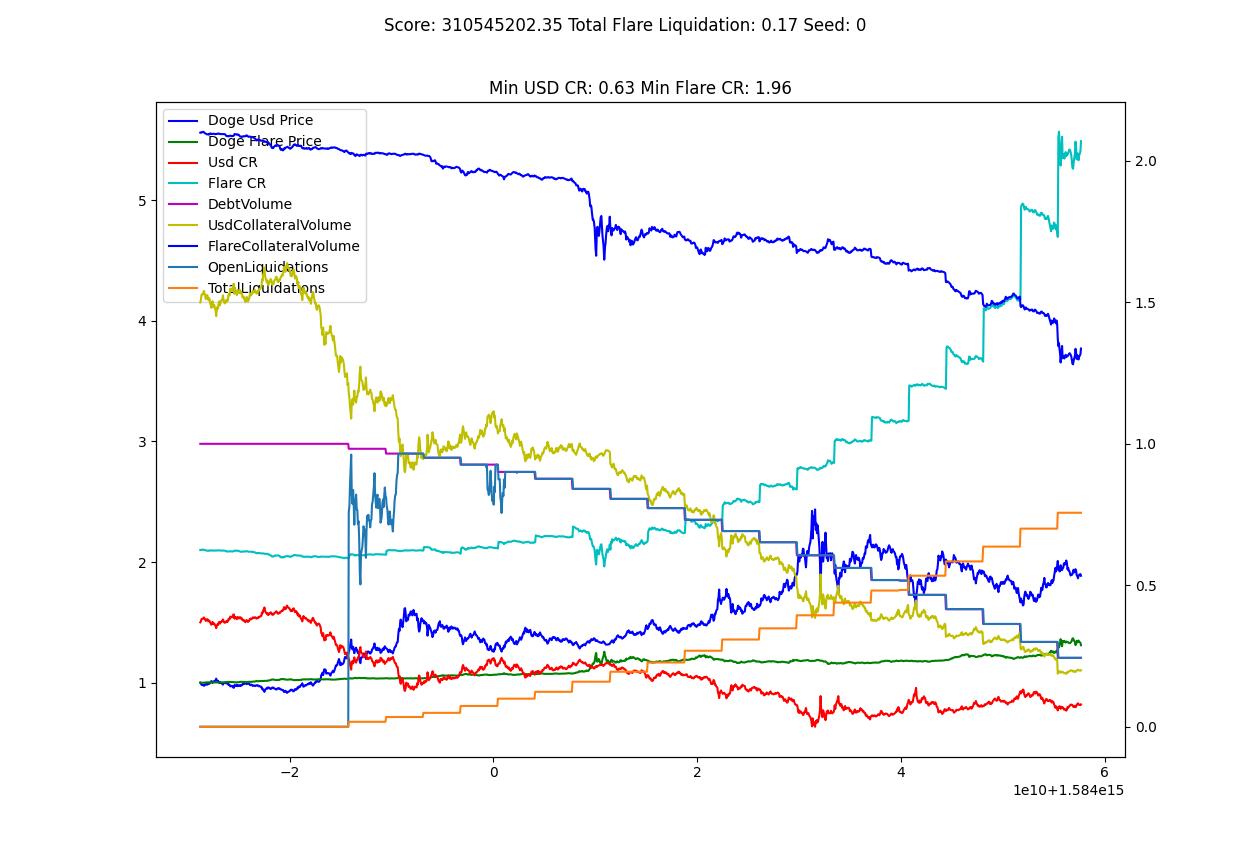 Score: 310545202.35 Total Flare Liquidation: 0.17 Seed: 0
Min USD CR: 0.63 Min Flare CR: 1.96
Doge Usd Price
Doge Flare Price
Usd CR
Flare CR
DebtVolume
UsdCollateralVolume
FlareCollateralVolume
OpenLiquidations
TotalLiquidations
5
4
3
2
1
2.0
1.5
1.0
0.5
0.0
−2
0
2
4
6
1e10+1.584e15